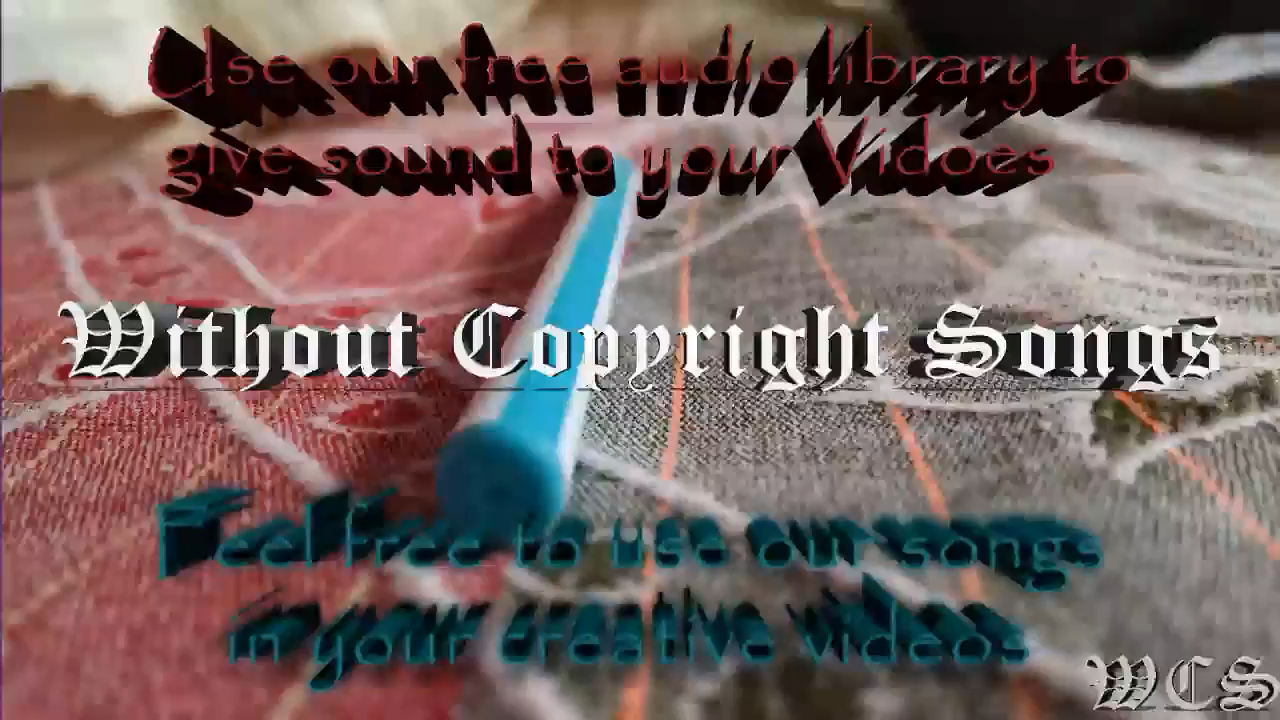 Use our free audio library to
give sound to your Vidoes
Without Copyright Songs
Feel free to use our songs
in your creative videos
WCS